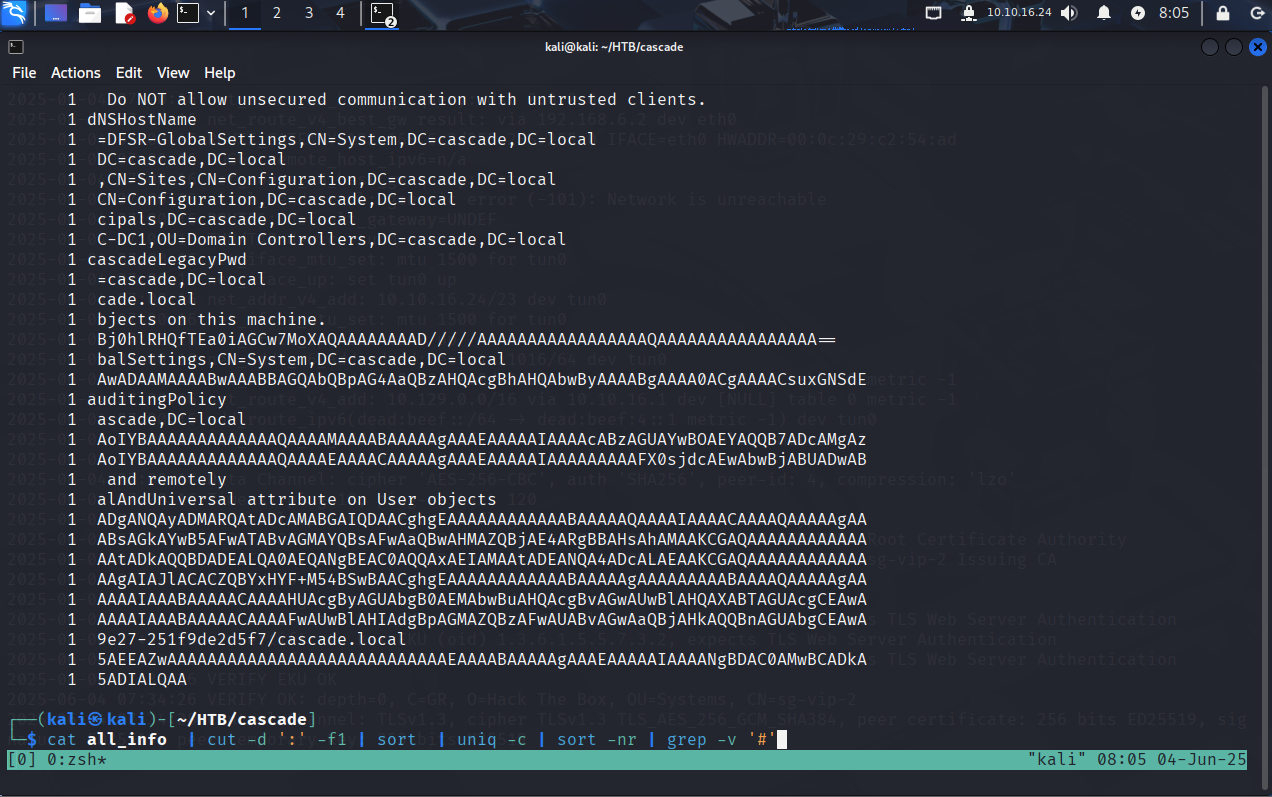 1 2 3 4 2 10.10.16.24 8:05
kali@kali: ~/HTB/cascade
File Actions Edit View Help
1   Do NOT allow unsecured communication with untrusted clients.
1 dNSHostName
1  =DFSR-GlobalSettings,CN=System,DC=cascade,DC=local
1  DC=cascade,DC=local
1  ,CN=Sites,CN=Configuration,DC=cascade,DC=local
1  CN=Configuration,DC=cascade,DC=local
1  cipals,DC=cascade,DC=local
1  C-DC1,OU=Domain Controllers,DC=cascade,DC=local
1 cascadeLegacyPwd
1  =cascade,DC=local
1  cade.local
1  bjects on this machine.
1  Bj0hlRHQfTEa0iAGCw7MoXAQAAAAAAAAD/////AAAAAAAAAAAAAAAAAQAAAAAAAAAAAAAAAA==
1  balSettings,CN=System,DC=cascade,DC=local
1  AwADAAMAAAABwAAABBAGQAbQBpAG4AaQBzAHQAcgBhAHQAbwByAAAABgAAAA0ACgAAAACsuxGNSdE
1 auditingPolicy
1  ascade,DC=local
1  AoIYBAAAAAAAAAAAAAQAAAAMAAAABAAAAAgAAAEAAAAAIAAAAcABzAGUAYwBOAEYAQQB7ADcAMgAz
1  AoIYBAAAAAAAAAAAAAQAAAAEAAAACAAAAAgAAAEAAAAAIAAAAAAAAAFX0sjdcAEwAbwBjABUADwAB
1   and remotely
1  alAndUniversal attribute on User objects
1  ADgANQAyADMARQAtADcAMABGAIQDAACghgEAAAAAAAAAAAABAAAAAQAAAAIAAAACAAAAQAAAAAgAA
1  ABsAGkAYwB5AFwATABvAGMAYQBsAFwAaQBwAHMAZQBjAE4ARgBBAHsAhAMAAKCGAQAAAAAAAAAAAA
1  AAtADkAQQBDADEALQA0AEQANgBEAC0AQQAxAEIAMAAtADEANQA4ADcALAEAAKCGAQAAAAAAAAAAAA
1  AAgAIAJlACACZQBYxHYF+M54BSwBAACghgEAAAAAAAAAAAABAAAAAgAAAAAAAAABAAAAQAAAAAgAA
1  AAAAIAAABAAAAACAAAAHUAcgByAGUAbgB0AEMAbwBuAHQAcgBvAGwAUwBlAHQAXABTAGUAcgCEAwA
1  AAAAIAAABAAAAACAAAAFwAUwBlAHIAdgBpAGMAZQBzAFwAUABvAGwAaQBjAHkAQQBnAGUAbgCEAwA
1  9e27-251f9de2d5f7/cascade.local
1  5AEEAZwAAAAAAAAAAAAAAAAAAAAAAAAAAAAEAAAABAAAAAgAAAEAAAAAIAAAANgBDAC0AMwBCADkA
1  5ADIALQAA
┌──(kali㉿kali)-[~/HTB/cascade]
└─$ cat all_info  | cut -d ':' -f1 | sort  | uniq -c | sort -nr | grep -v '#'
[0] 0:zsh* "kali" 08:05 04-Jun-25